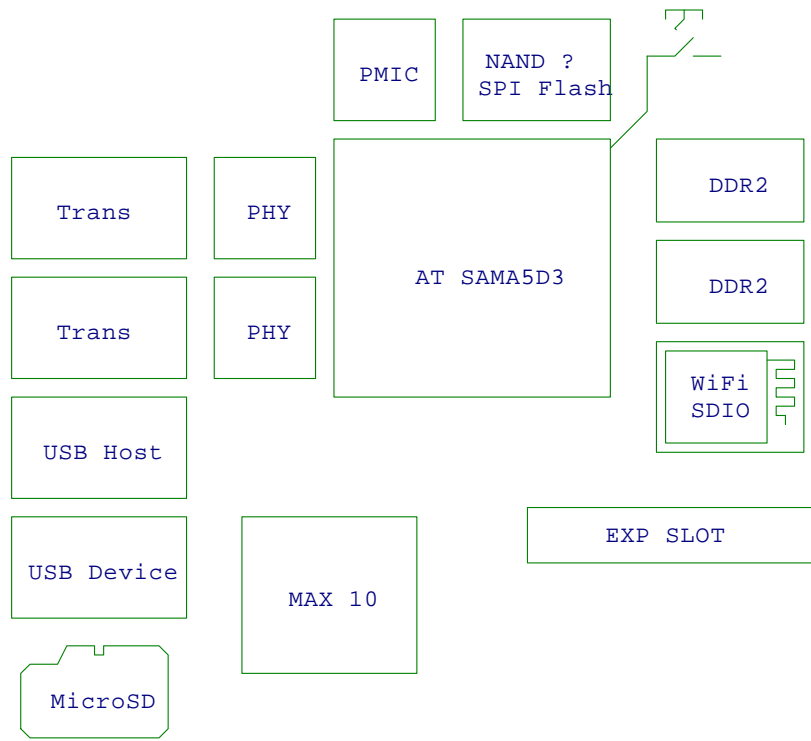 PMIC
NAND ?
SPI Flash
Trans
PHY
AT SAMA5D3
DDR2
Trans
PHY
DDR2
WiFi
SDIO
USB Host
EXP SLOT
USB Device
MAX 10
MicroSD